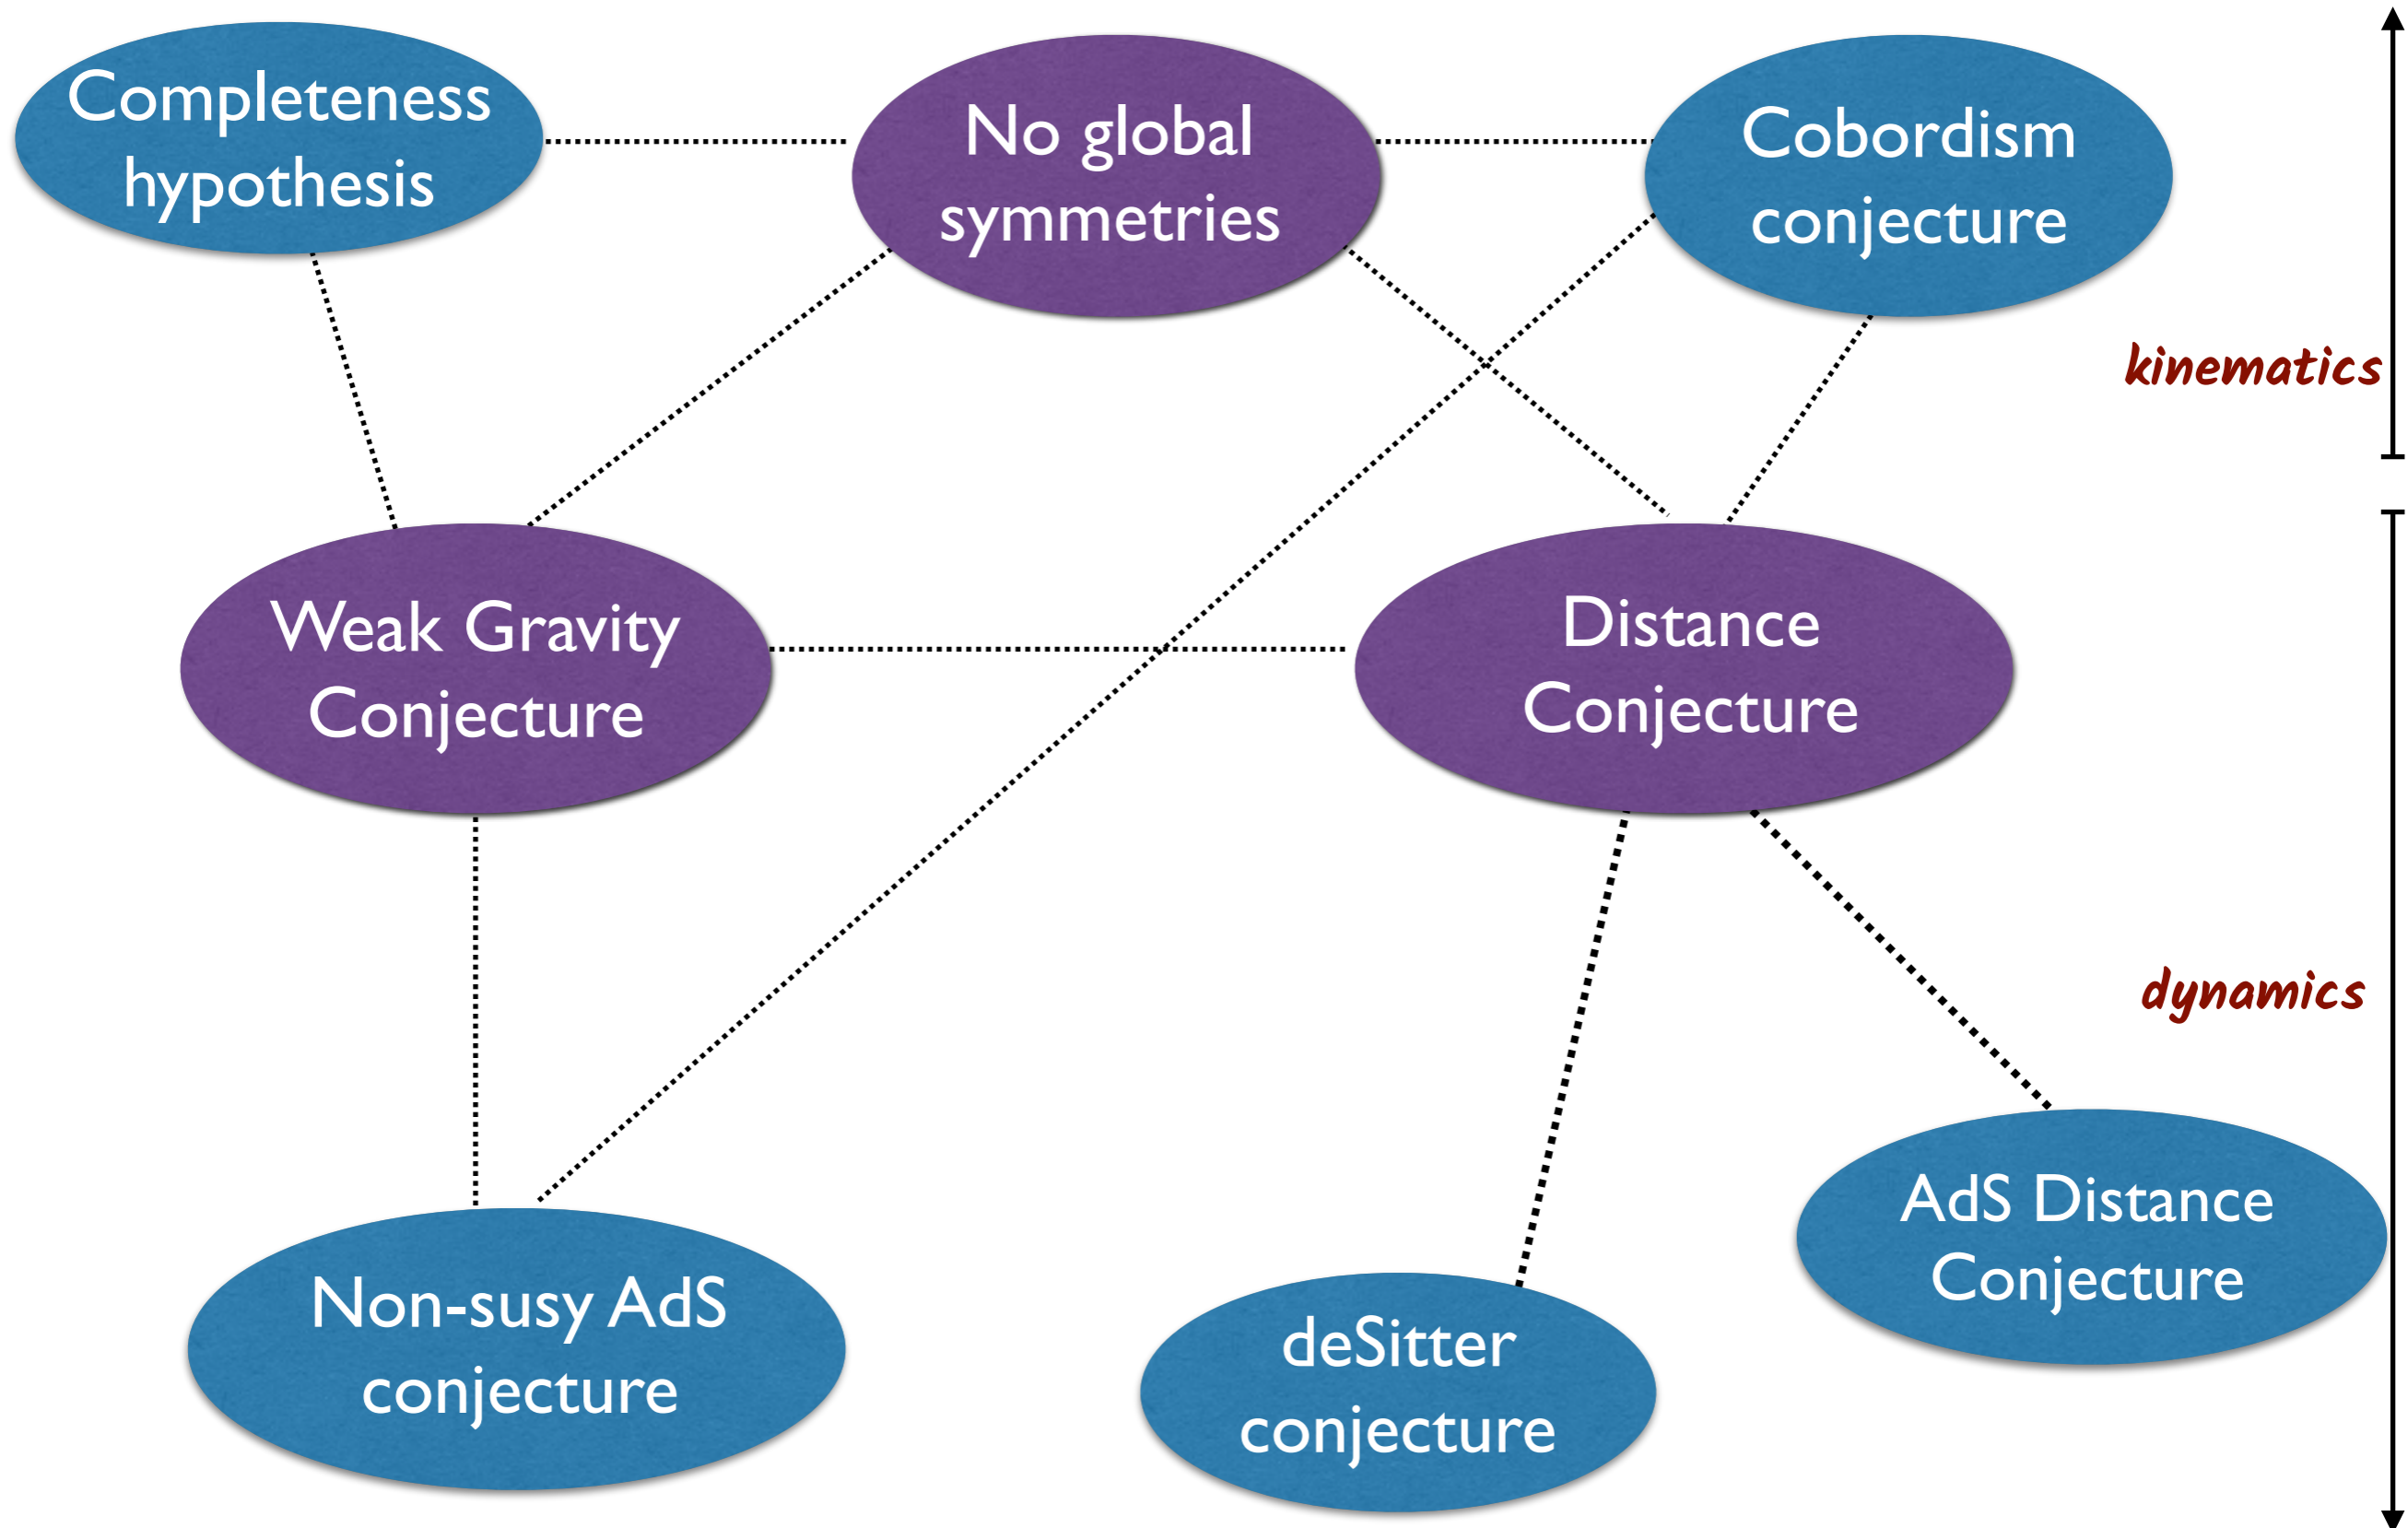 Completeness
hypothesis
No global
symmetries
Cobordism
conjecture
kinematics
Weak Gravity
Conjecture
Distance
Conjecture
dynamics
Non-susy AdS
conjecture
deSitter
conjecture
AdS Distance
Conjecture